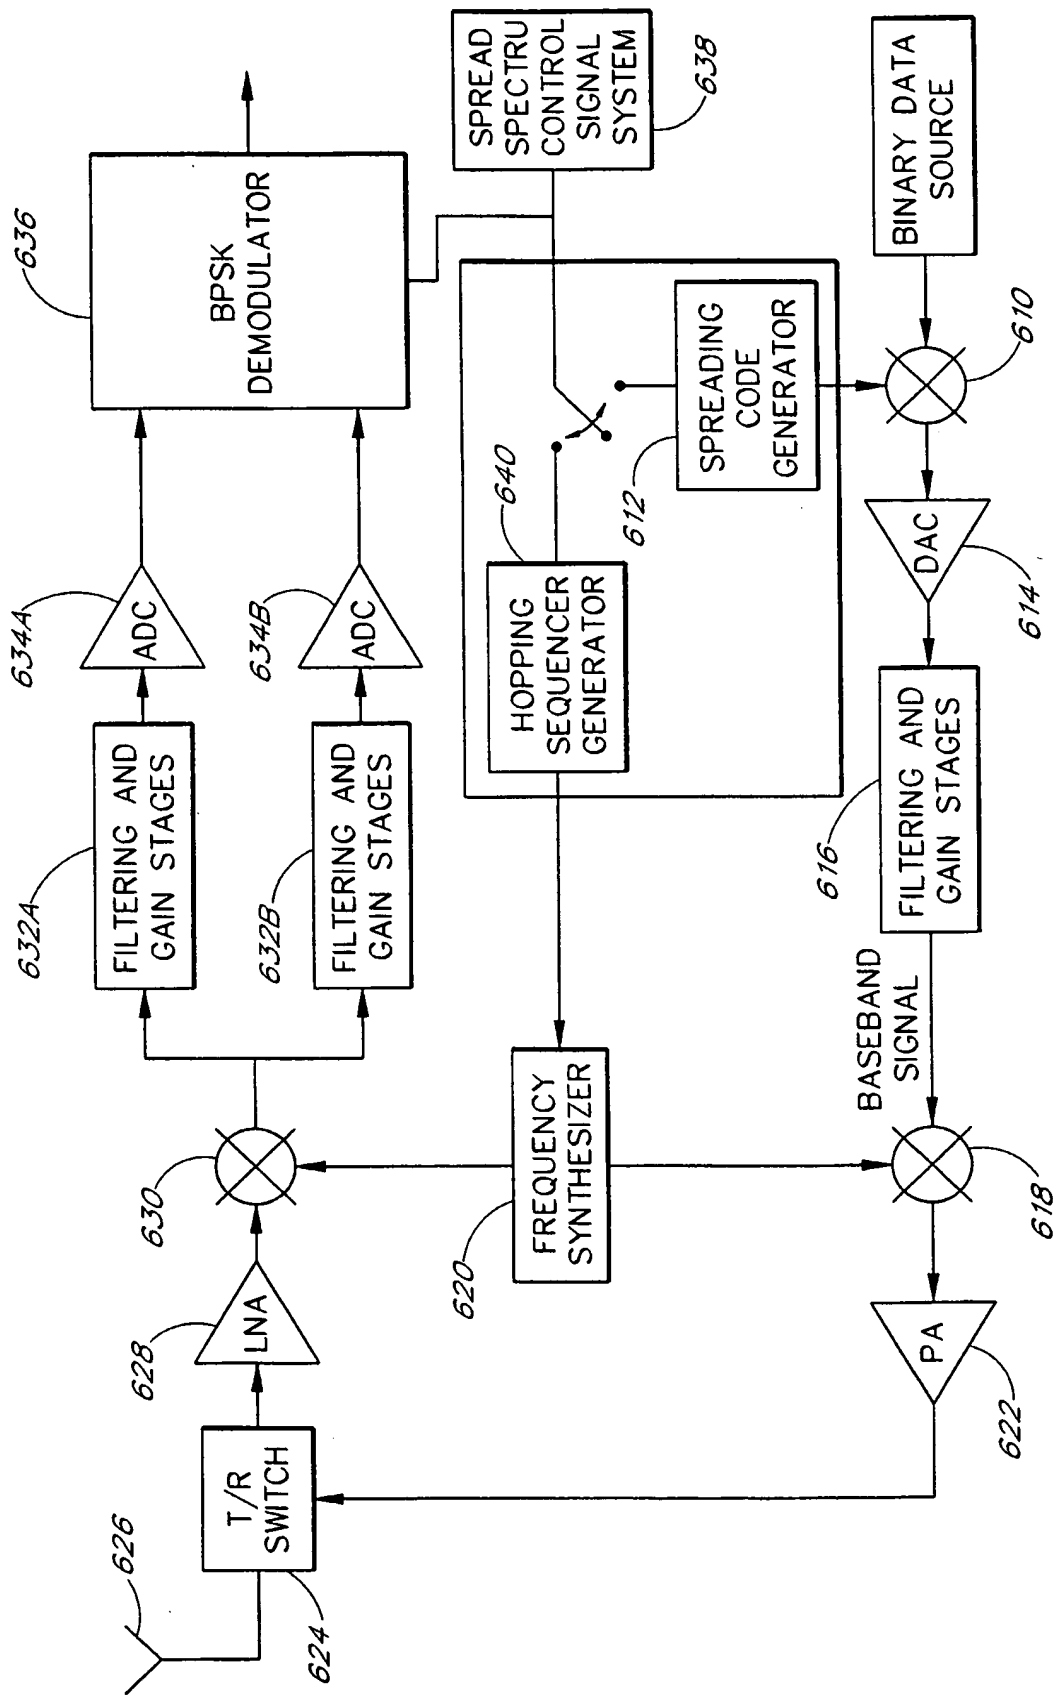 636
BPSK
DEMODULATOR
SPREAD
SPECTRU
CONTROL
SIGNAL
SYSTEM
638
BINARY DATA
SOURCE
634A
ADC
634B
ADC
632A
FILTERING AND
GAIN STAGES
632B
FILTERING AND
GAIN STAGES
640
HOPPING
SEQUENCER
GENERATOR
612
SPREADING
CODE
GENERATOR
610
DAC
614
616
FILTERING AND
GAIN STAGES
BASEBAND
SIGNAL
630
620
FREQUENCY
SYNTHESIZER
618
628
LNA
PA
622
626
T/R
SWITCH
624